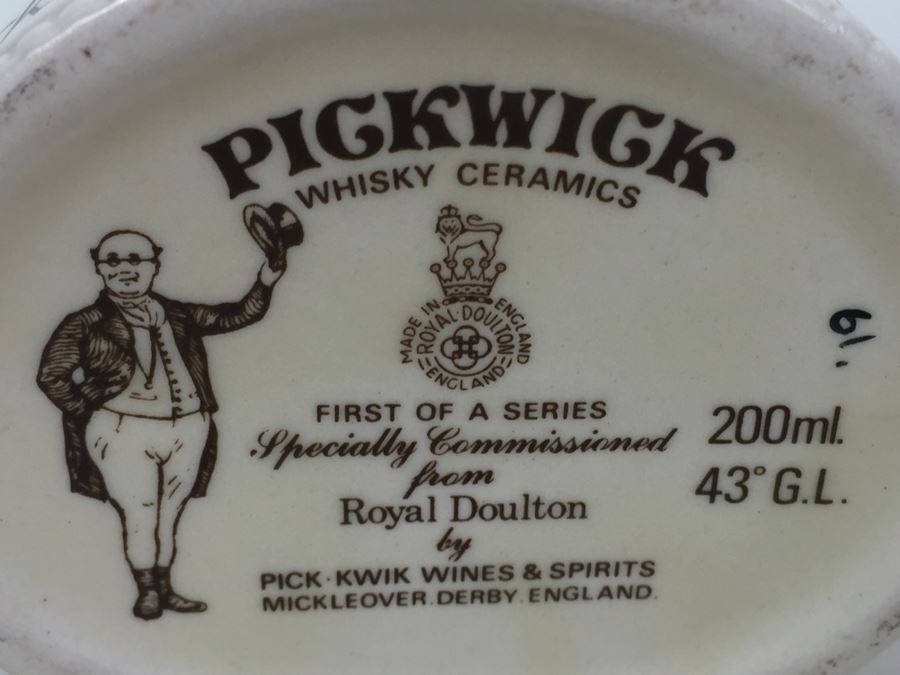 PICKWICK
WHISKY CERAMICS
MADE IN ENGLAND
ROYAL·DOULTON
ENGLAND
FIRST OF A SERIES
Specially Commissioned
from
Royal Doulton
by
PICK·KWIK WINES & SPIRITS
MICKLEOVER.DERBY.ENGLAND.
200ml.
43° G.L.